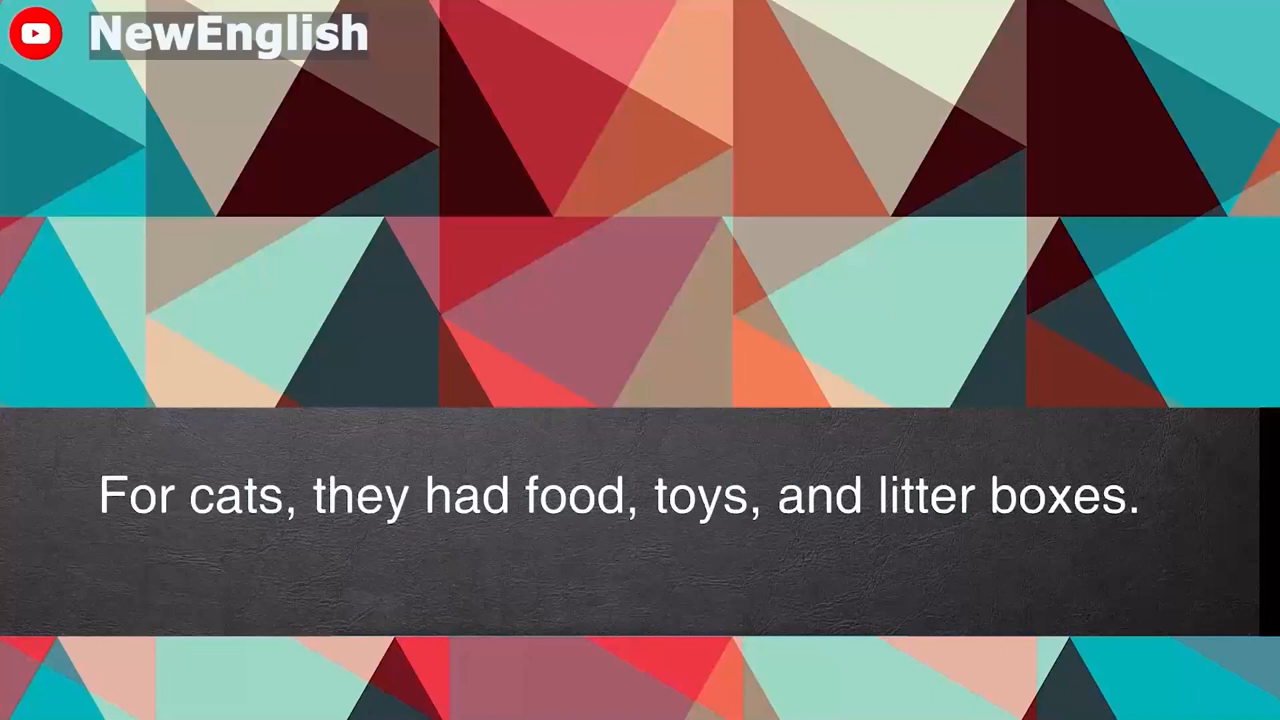 NewEnglish
For cats, they had food, toys, and litter boxes.